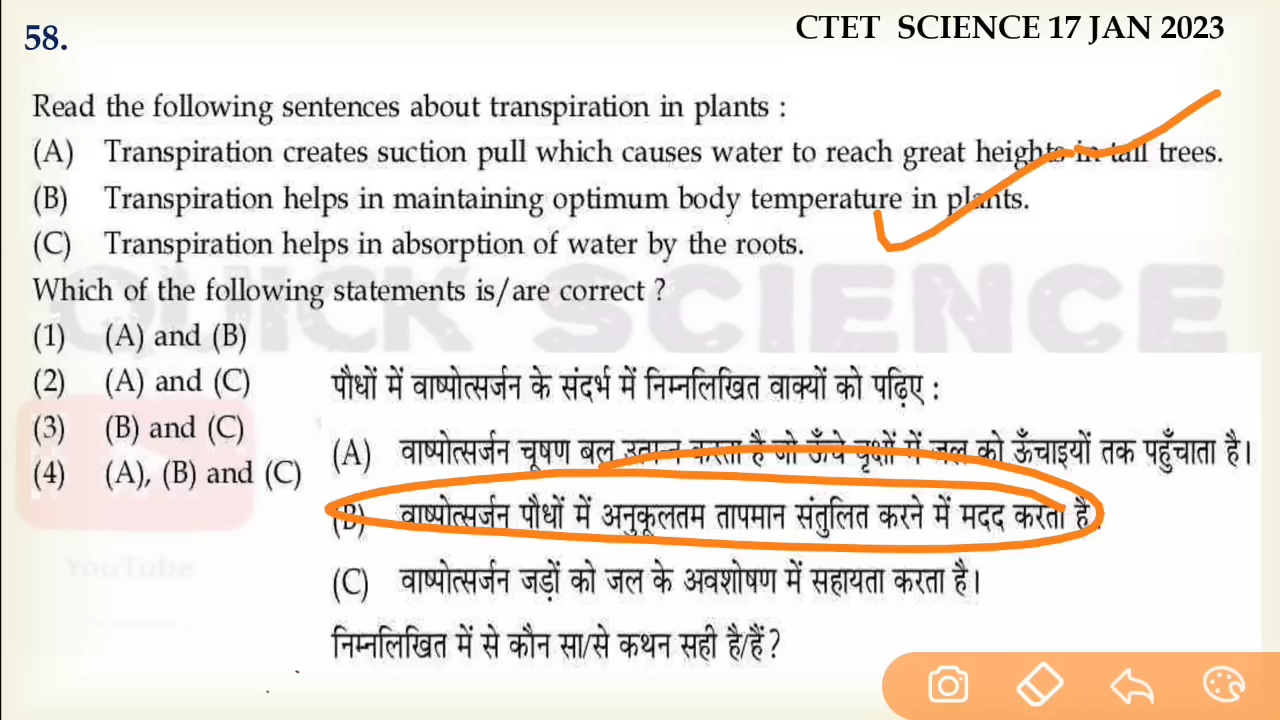 58.
CTET SCIENCE 17 JAN 2023
Read the following sentences about transpiration in plants :
(A) Transpiration creates suction pull which causes water to reach great heights in tall trees.
(B) Transpiration helps in maintaining optimum body temperature in plants.
(C) Transpiration helps in absorption of water by the roots.
QUICK SCIENCE
Which of the following statements is/are correct ?
(1) (A) and (B)
(2) (A) and (C)
(3) (B) and (C)
(4) (A), (B) and (C)
पौधों में वाष्पोत्सर्जन के संदर्भ में निम्नलिखित वाक्यों को पढ़िए :
(A) वाष्पोत्सर्जन चूषण बल उत्पन्न करता है जो ऊँचे वृक्षों में जल को ऊँचाइयों तक पहुँचाता है।
(B) वाष्पोत्सर्जन पौधों में अनुकूलतम तापमान संतुलित करने में मदद करता है।
(C) वाष्पोत्सर्जन जड़ों को जल के अवशोषण में सहायता करता है।
YouTube
निम्नलिखित में से कौन सा/से कथन सही है/हैं ?